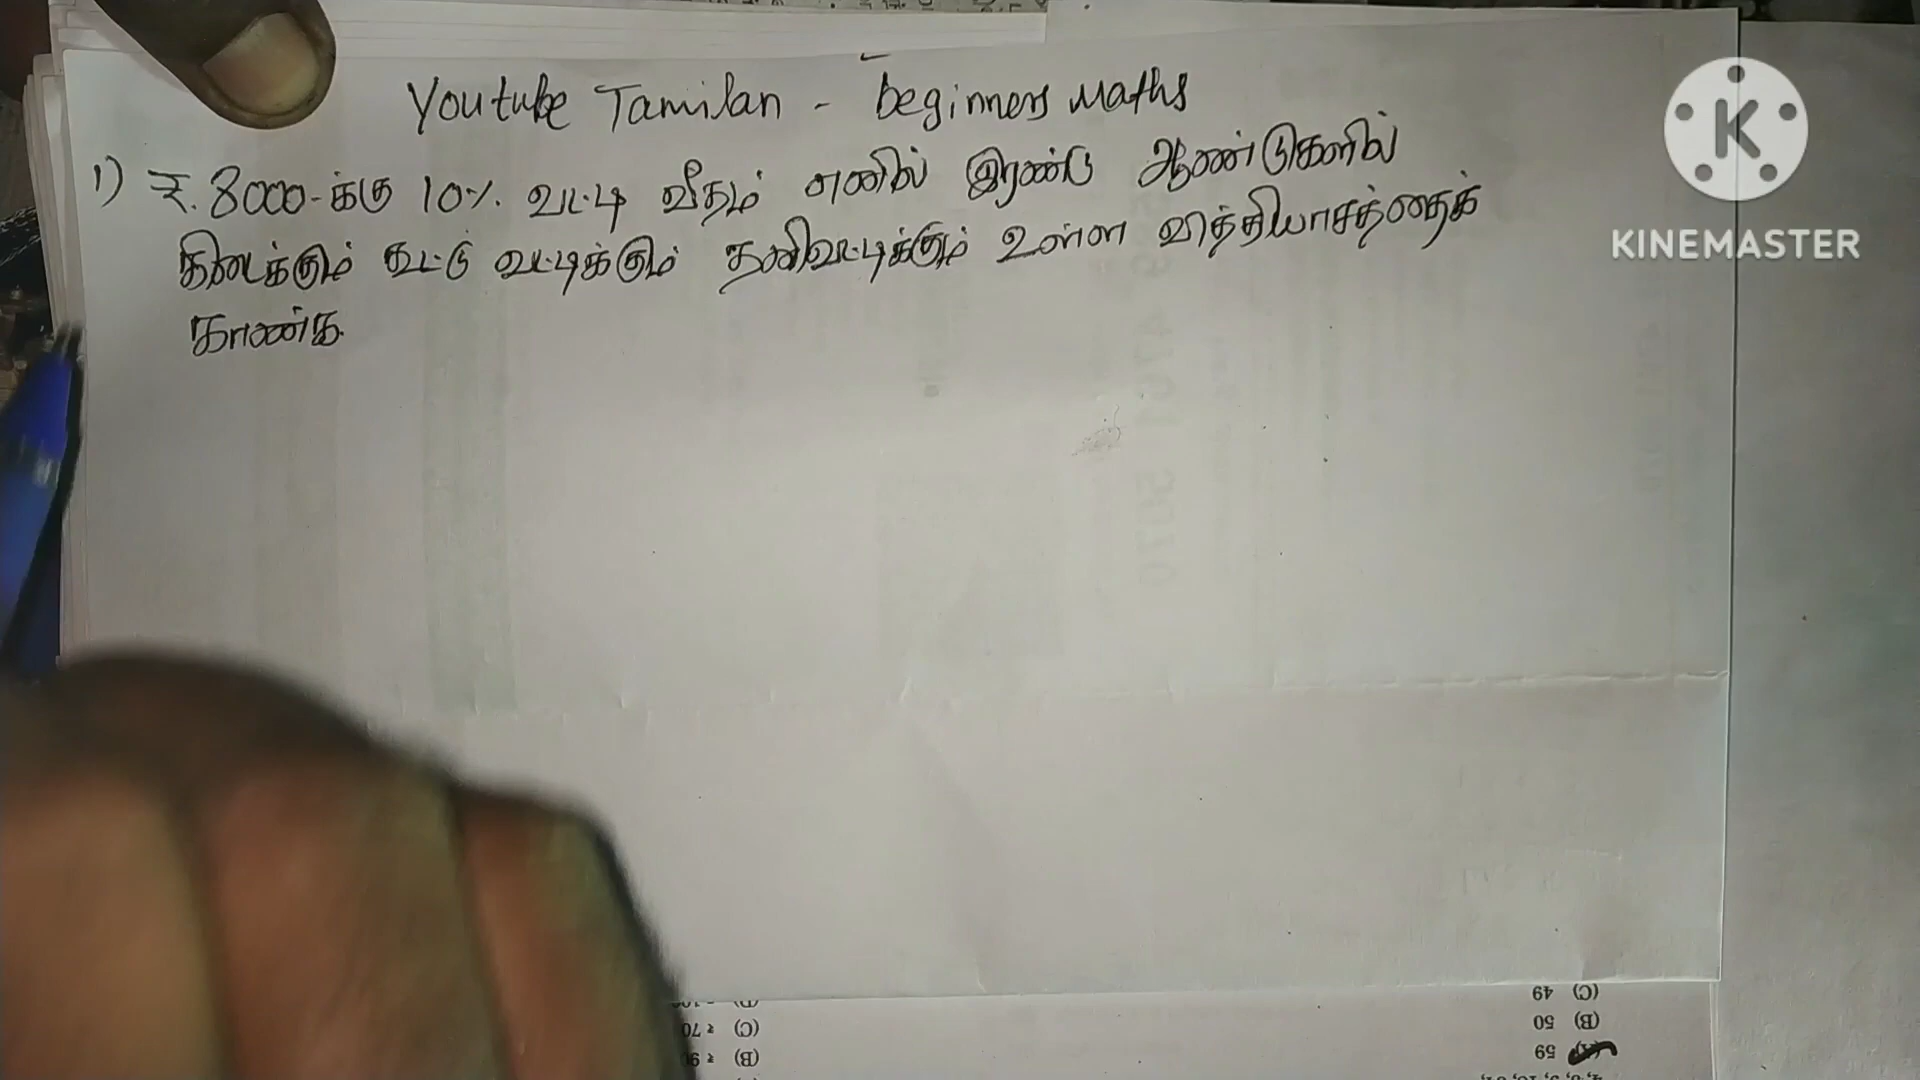 Youtube Tamilan - beginners Maths
1) ₹. 8000-க்கு 10%. வட்டி வீதம் எனில் இரண்டு ஆண்டுகளில்
கிடைக்கும் கூட்டு வட்டிக்கும் தனிவட்டிக்கும் உள்ள வித்தியாசத்தைக்
காண்க.
K
KINEMASTER
(C) 49
(B) 50
59
(C) ₹ 70
(B) ₹ 9